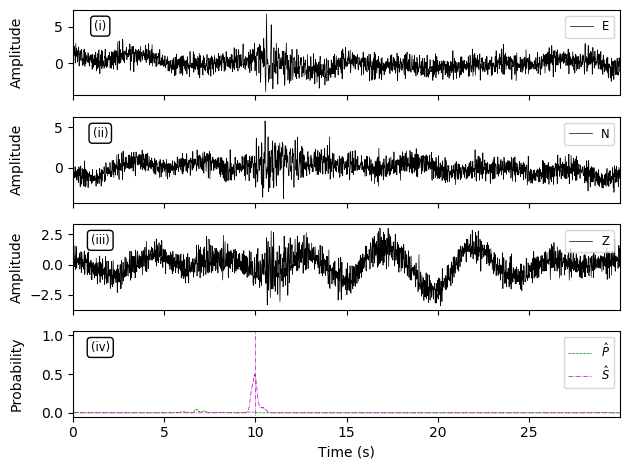 (i)
E
Amplitude
5
0
(ii)
N
Amplitude
5
0
(iii)
Z
Amplitude
2.5
0.0
−2.5
(iv)
P̂
Ŝ
Probability
1.0
0.5
0.0
0 5 10 15 20 25
Time (s)